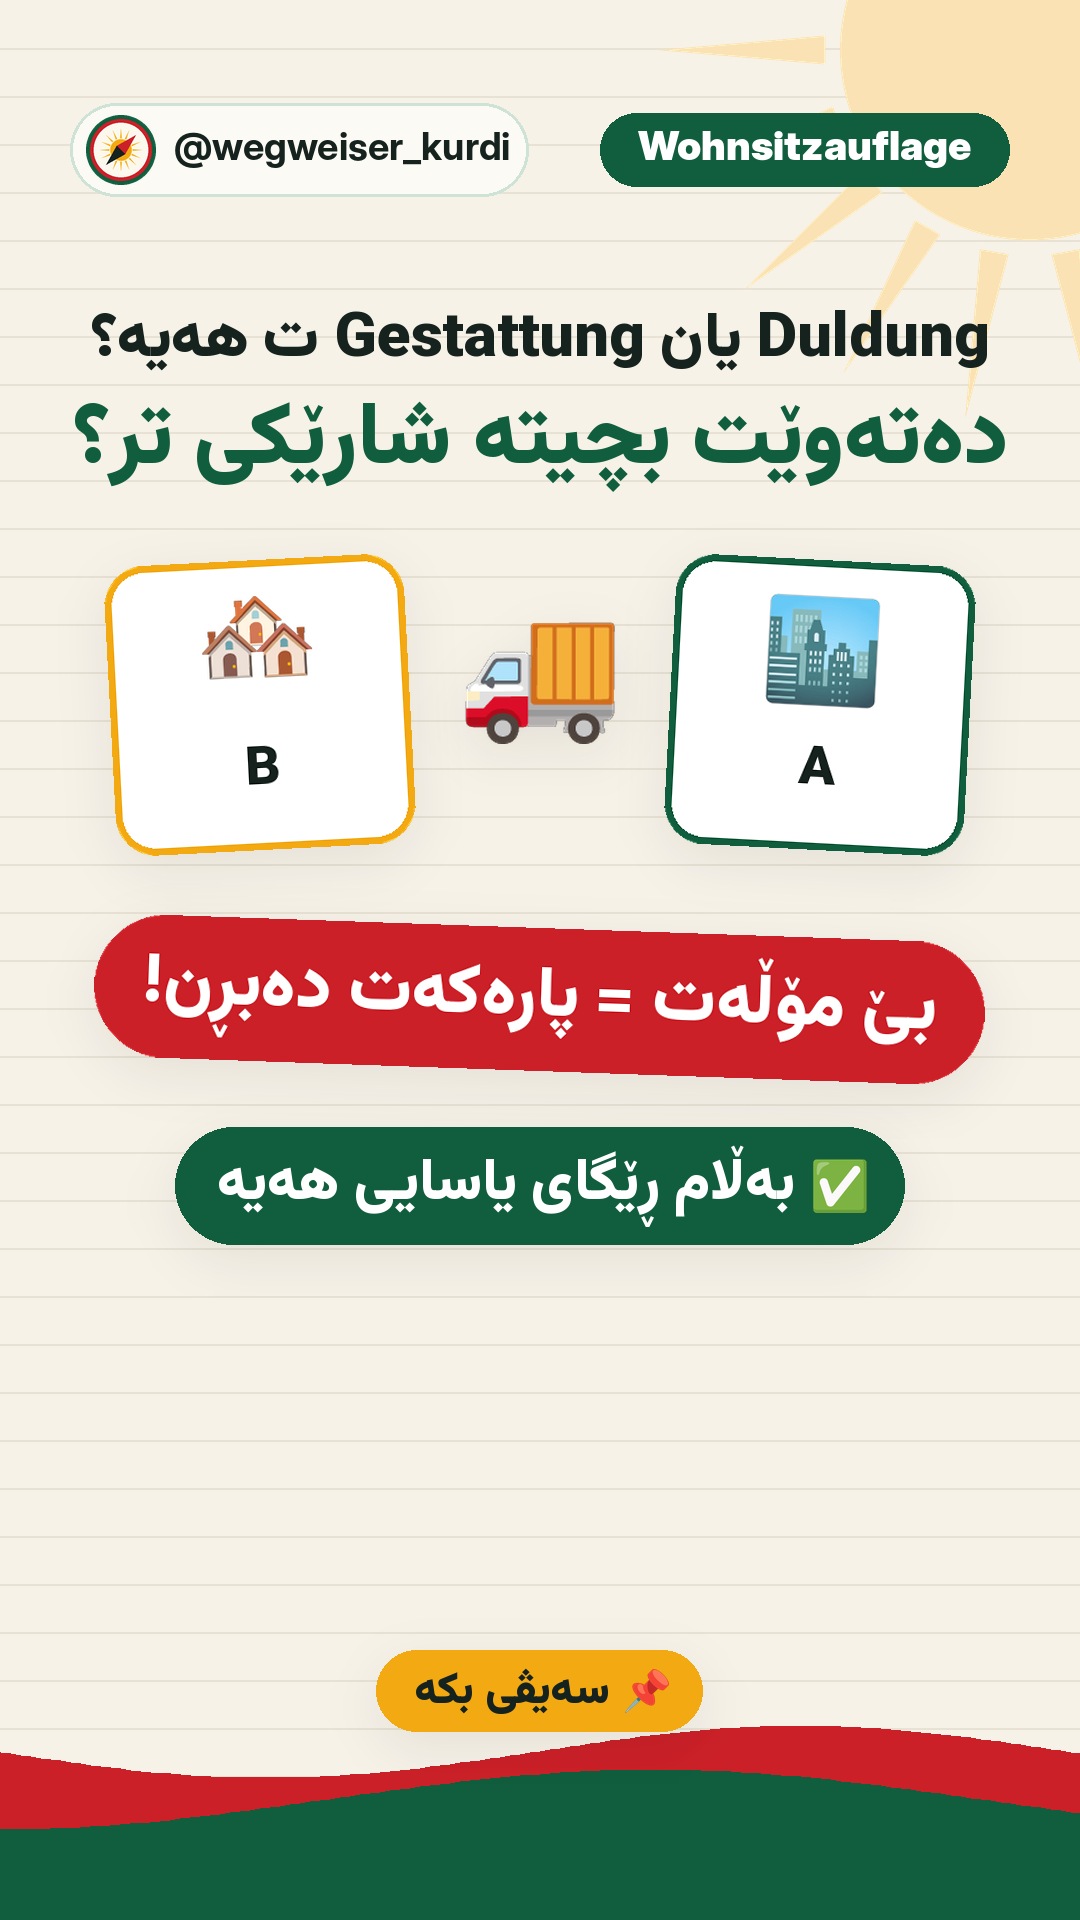 @wegweiser_kurdi
Wohnsitzauflage
Duldung یان Gestattung ت هەیە؟
دەتەوێت بچیتە شارێکی تر؟
A
B
بێ مۆڵەت = پارەکەت دەبڕن!
✅ بەڵام ڕێگای یاسایی هەیە
📌 سەیڤی بکە